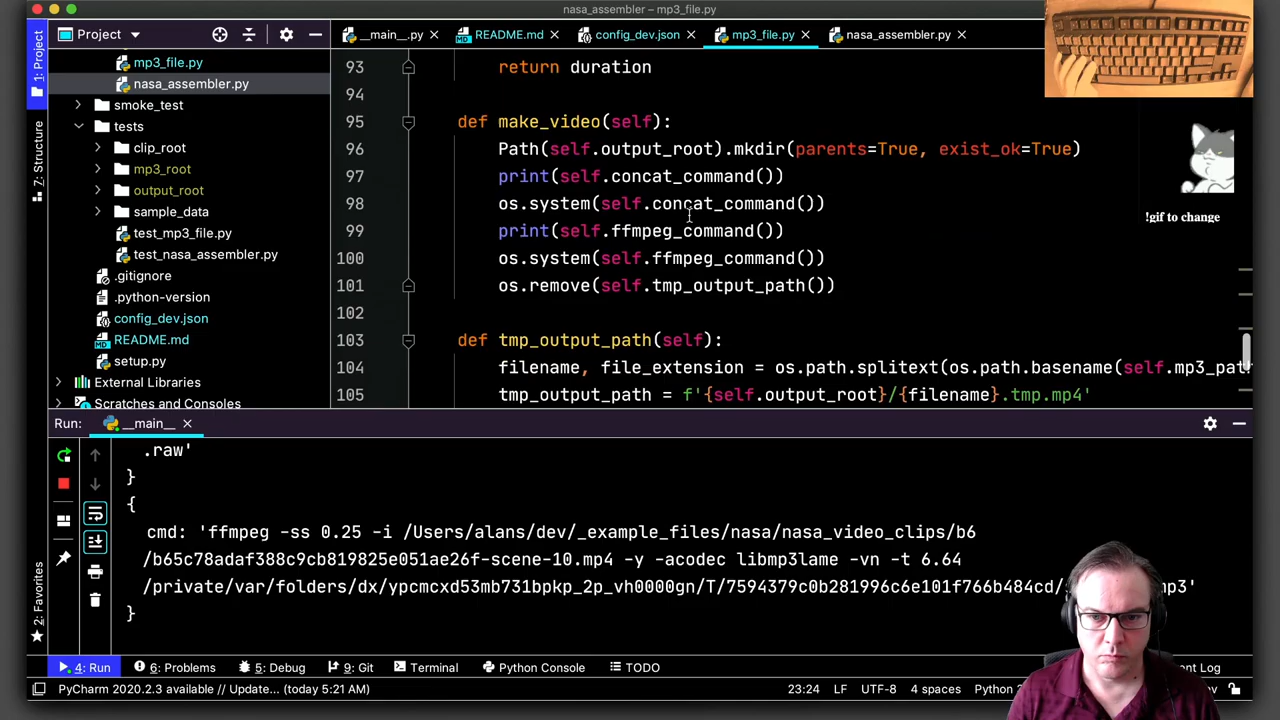 nasa_assembler – mp3_file.py
1: Project
Project
__main__.py
README.md
config_dev.json
mp3_file.py
nasa_assembler.py
mp3_file.py
nasa_assembler.py
smoke_test
tests
clip_root
mp3_root
output_root
sample_data
test_mp3_file.py
test_nasa_assembler.py
.gitignore
.python-version
config_dev.json
README.md
setup.py
External Libraries
Scratches and Consoles
7: Structure
2: Favorites
93 return duration
94
95 def make_video(self):
96 Path(self.output_root).mkdir(parents=True, exist_ok=True)
97 print(self.concat_command())
98 os.system(self.concat_command())
99 print(self.ffmpeg_command())
100 os.system(self.ffmpeg_command())
101 os.remove(self.tmp_output_path())
102
103 def tmp_output_path(self):
104 filename, file_extension = os.path.splitext(os.path.basename(self.mp3_path
105 tmp_output_path = f'{self.output_root}/{filename}.tmp.mp4'
!gif to change
Run: __main__
.raw'
}
{
cmd: 'ffmpeg -ss 0.25 -i /Users/alans/dev/_example_files/nasa/nasa_video_clips/b6
/b65c78adaf388c9cb819825e051ae26f-scene-10.mp4 -y -acodec libmp3lame -vn -t 6.64
/private/var/folders/dx/ypcmcxd53mb731bpkp_2p_vh0000gn/T/7594379c0b281996c6e101f766b484cd/ mp3'
}
4: Run 6: Problems 5: Debug 9: Git Terminal Python Console TODO Log
PyCharm 2020.2.3 available // Update... (today 5:21 AM) 23:24 LF UTF-8 4 spaces Python